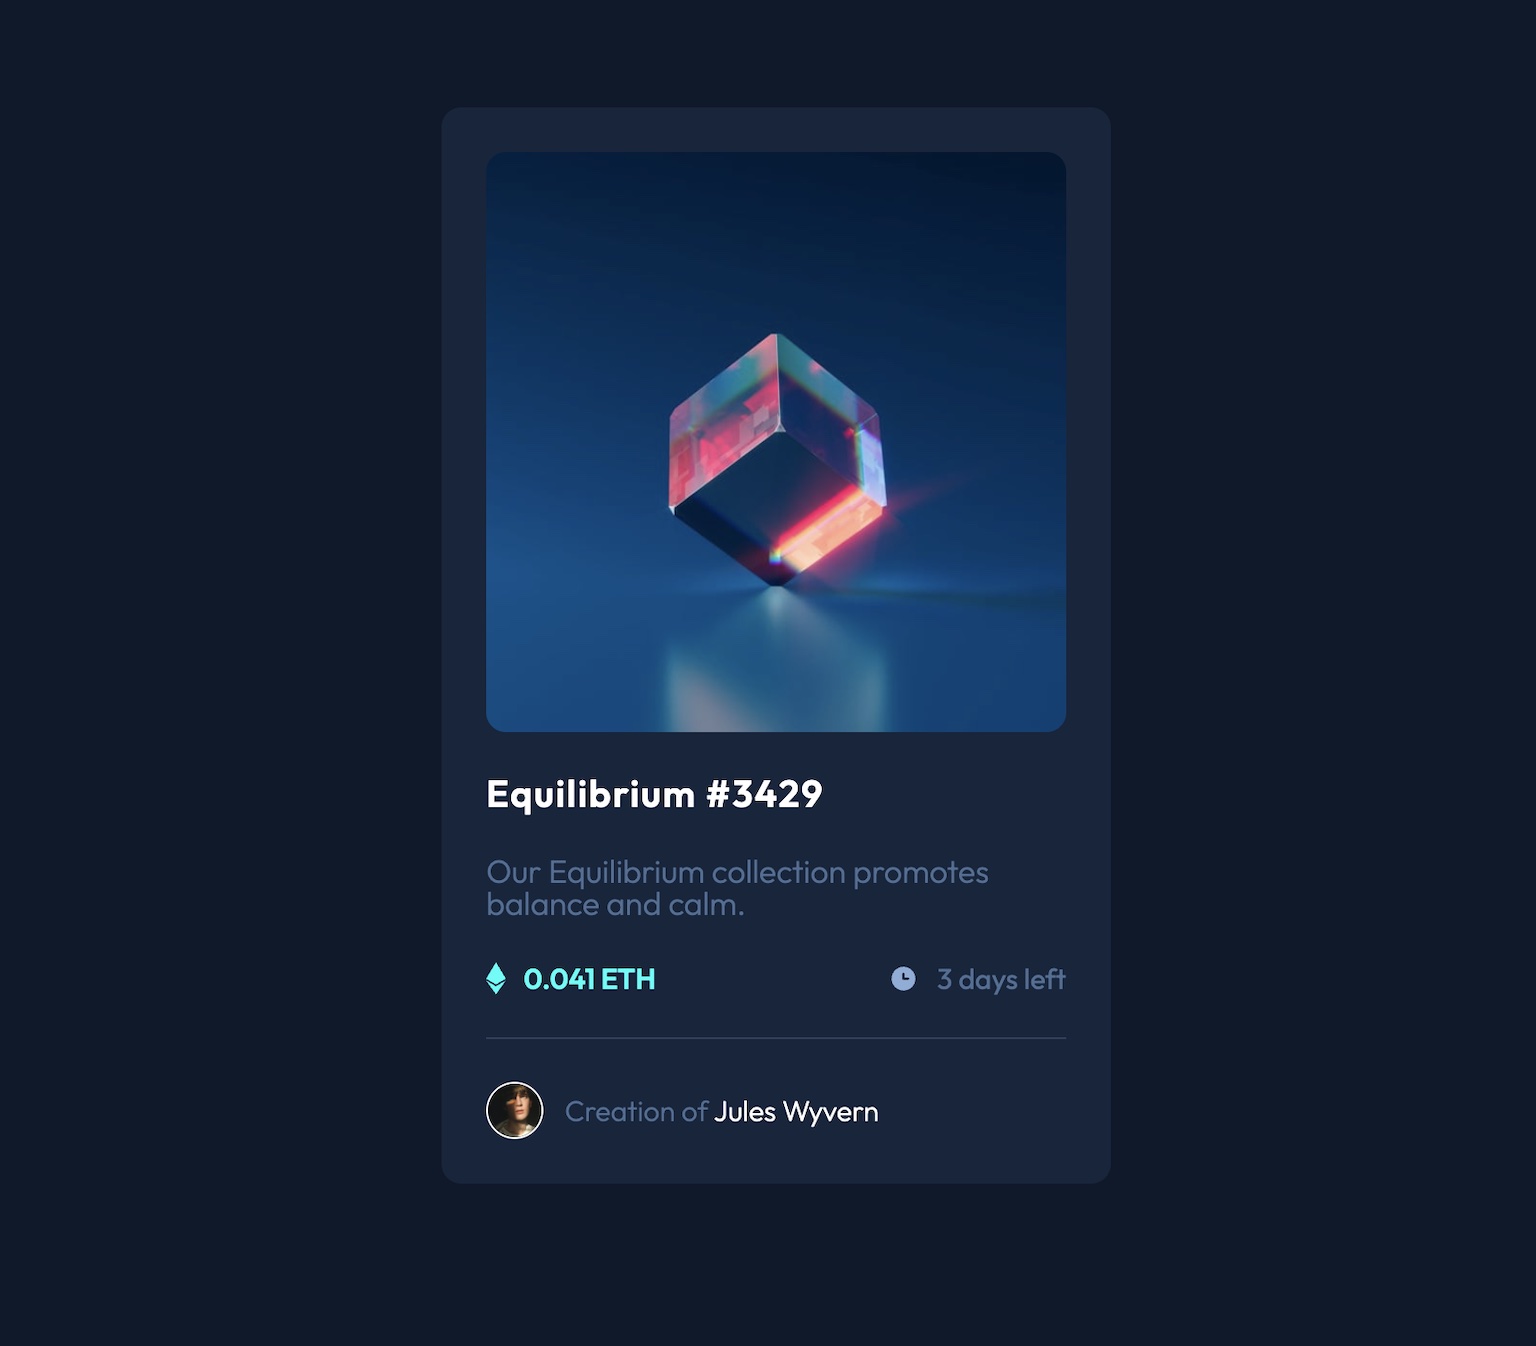 Equilibrium #3429
Our Equilibrium collection promotes
balance and calm.
0.041 ETH
3 days left
Creation of Jules Wyvern